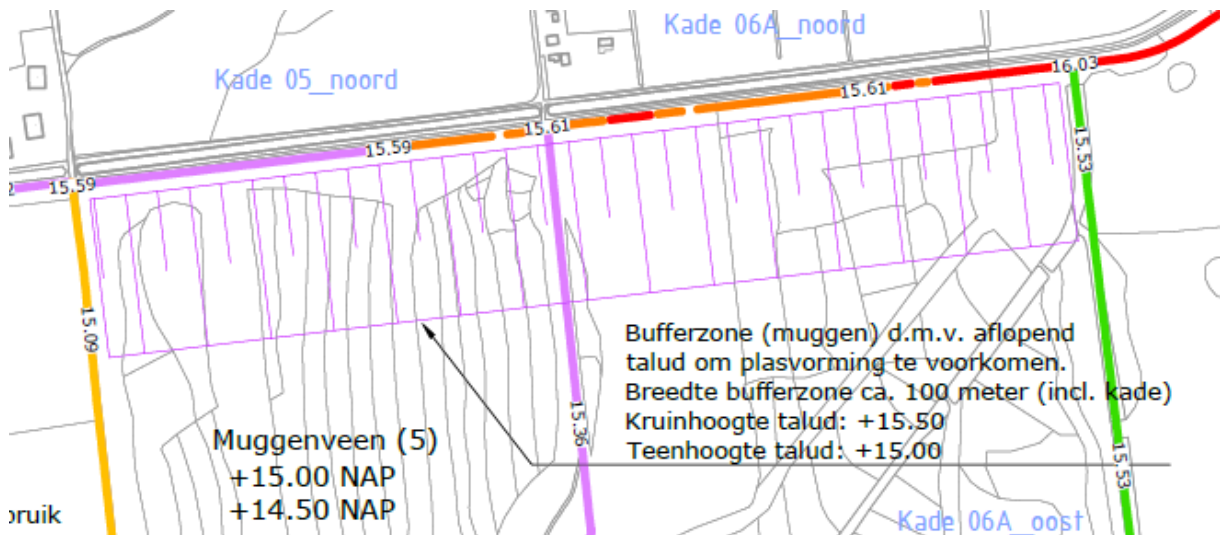 Kade 06A_noord
Kade 05_noord
16.03
15.61
15.61
15.59
15.59
2
15.53
15.09
15.36
Bufferzone (muggen) d.m.v. aflopend
talud om plasvorming te voorkomen.
Breedte bufferzone ca. 100 meter (incl. kade)
Kruinhoogte talud: +15.50
Teenhoogte talud: +15.00
Muggenveen (5)
+15.00 NAP
+14.50 NAP
15.53
oruik
Kade 06A_oost